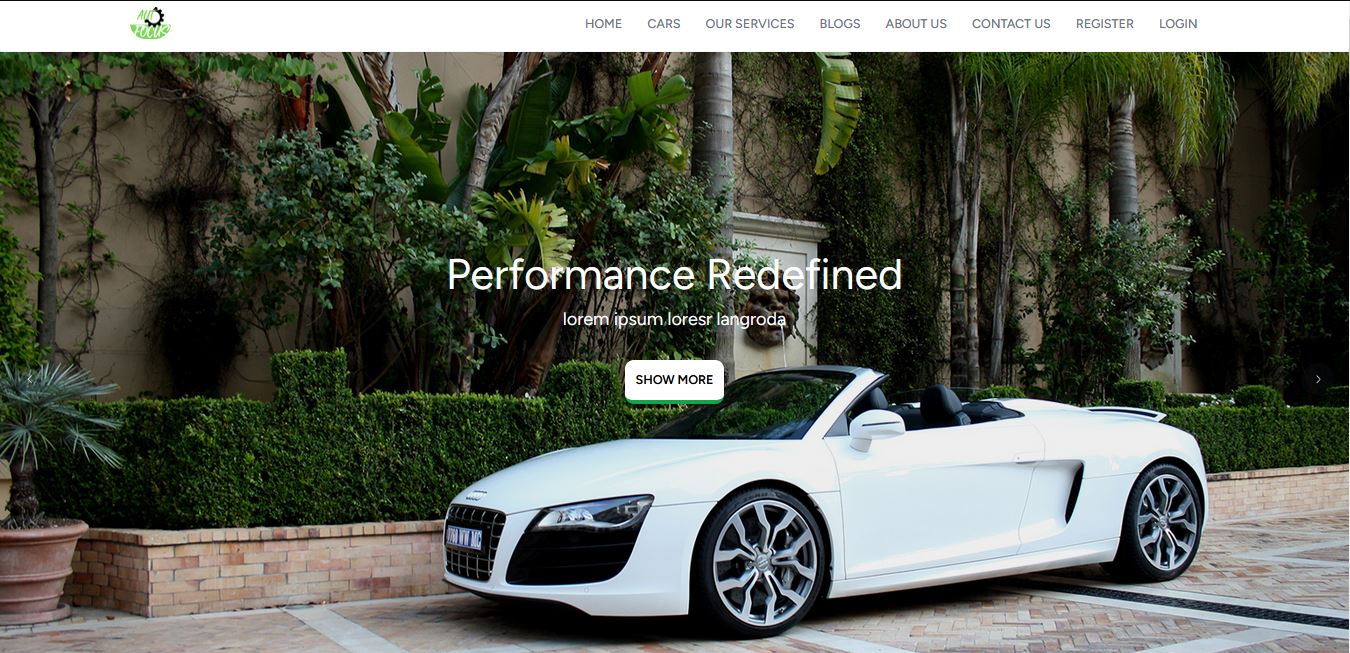 AUTO
FOCUS
HOME CARS OUR SERVICES BLOGS ABOUT US CONTACT US REGISTER LOGIN
Performance Redefined
lorem ipsum loresr langroda
SHOW MORE